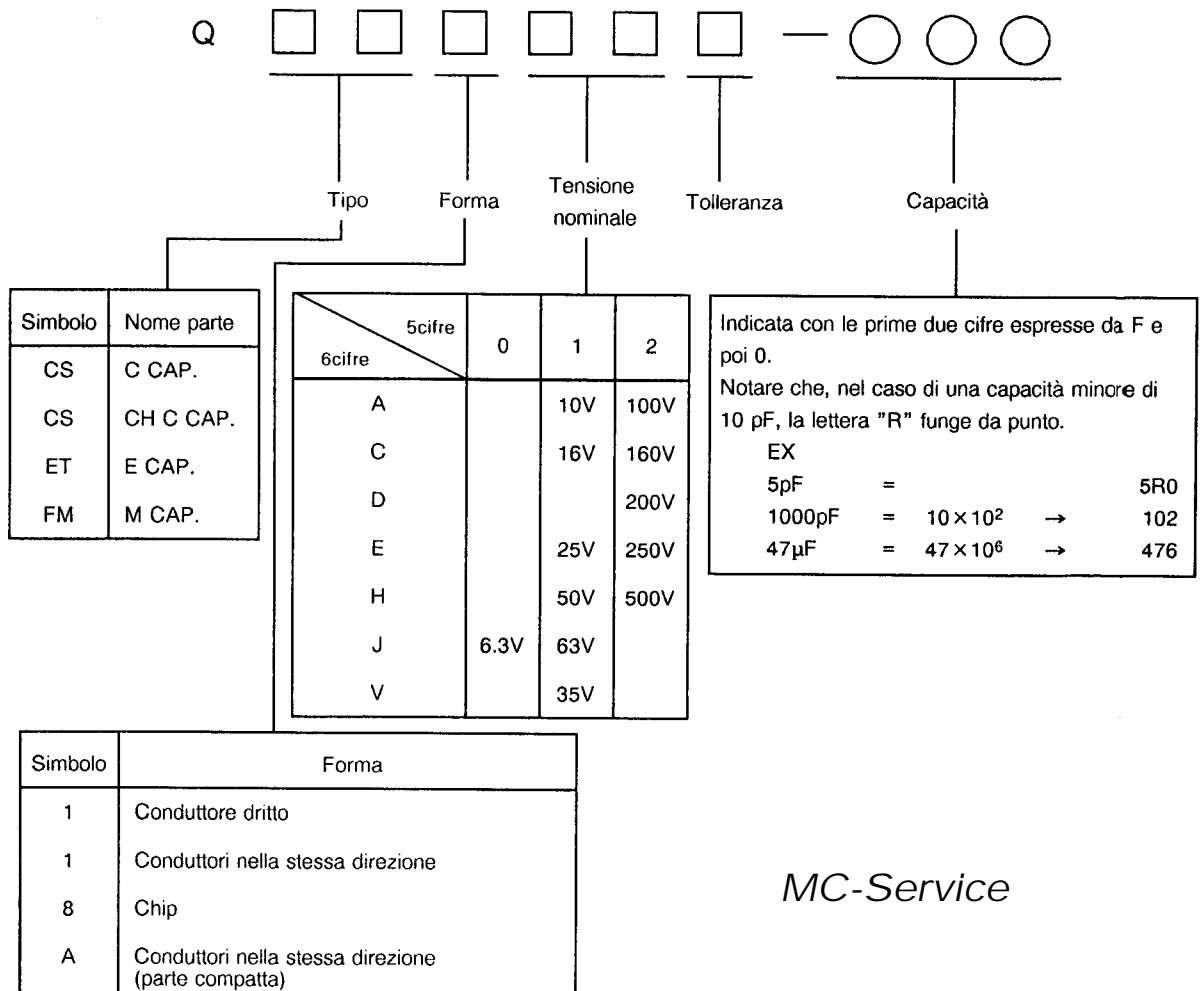 Q — 
Tipo Forma Tensione nominale Tolleranza Capacità
Simbolo Nome parte
CS C CAP.
CS CH C CAP.
ET E CAP.
FM M CAP.
5cifre
6cifre 0 1 2
A 10V 100V
C 16V 160V
D 200V
E 25V 250V
H 50V 500V
J 6.3V 63V
V 35V
Indicata con le prime due cifre espresse da F e
poi 0.
Notare che, nel caso di una capacità minore di
10 pF, la lettera "R" funge da punto.
EX
5pF = 5R0
1000pF = 10×10² → 102
47µF = 47×10⁶ → 476
Simbolo Forma
1 Conduttore dritto
1 Conduttori nella stessa direzione
8 Chip
A Conduttori nella stessa direzione
(parte compatta)
MC-Service